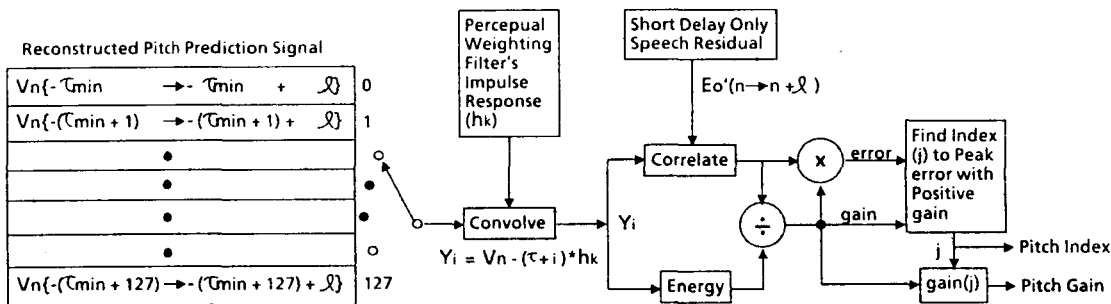 Reconstructed Pitch Prediction Signal
Vn{-τmin →- τmin + ℓ} 0
Vn{-(τmin + 1) →-(τmin + 1) + ℓ} 1
Vn{-(τmin + 127) →-(τmin + 127) + ℓ} 127
Percepual
Weighting
Filter's
Impulse
Response
(hk)
Convolve
Yi = Vn - (τ+i)*hk
Yi
Short Delay Only
Speech Residual
Eo'(n→n +ℓ)
Correlate
Energy
x
÷
error
gain
Find Index
(j) to Peak
error with
Positive
gain
j
Pitch Index
gain(j)
Pitch Gain